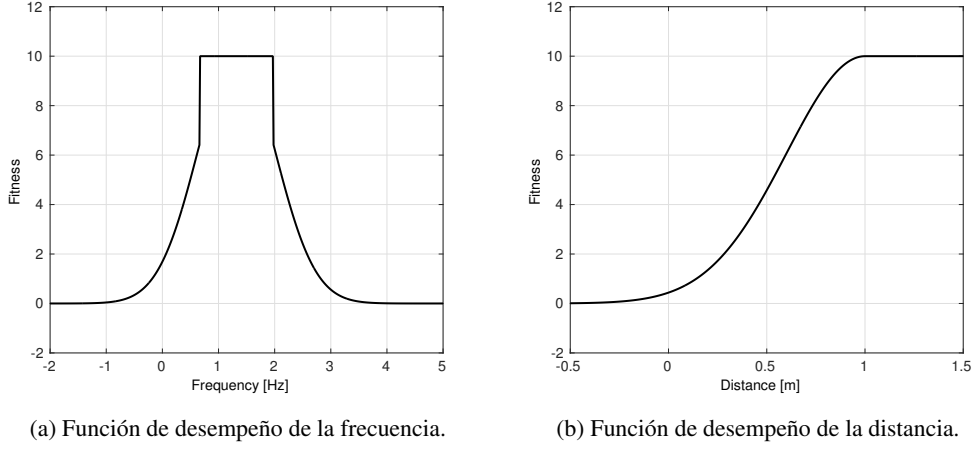 12
10
8
6
4
2
0
-2
Fitness
-2 -1 0 1 2 3 4 5
Frequency [Hz]
(a) Función de desempeño de la frecuencia.
12
10
8
6
4
2
0
-2
Fitness
-0.5 0 0.5 1 1.5
Distance [m]
(b) Función de desempeño de la distancia.